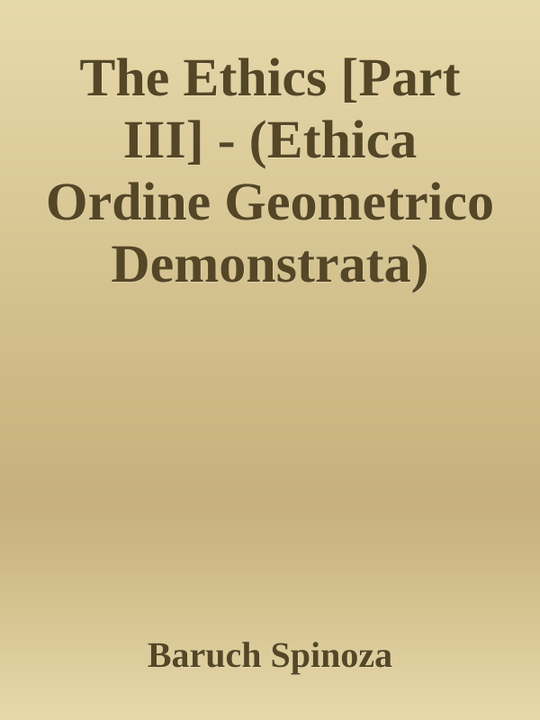 The Ethics [Part
III] - (Ethica
Ordine Geometrico
Demonstrata)
Baruch Spinoza